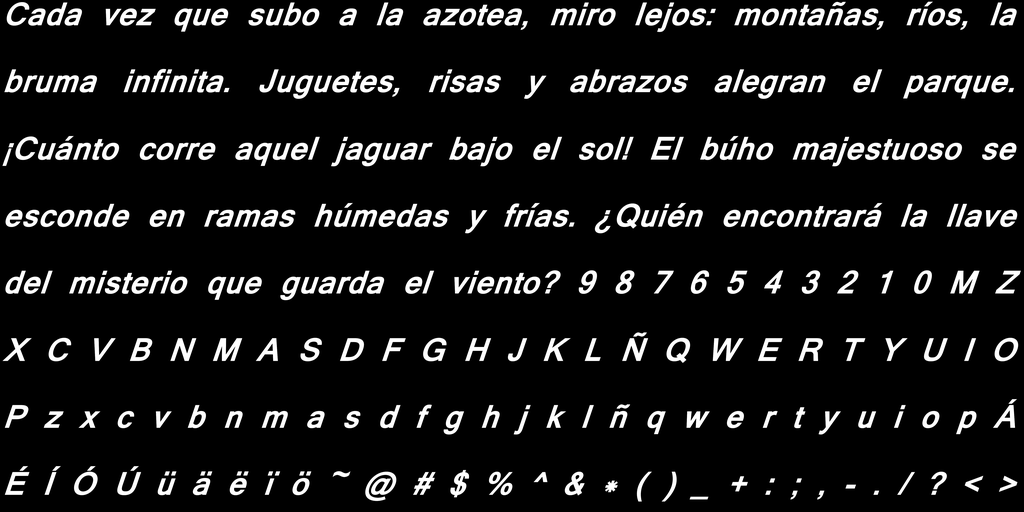 Cada vez que subo a la azotea, miro lejos: montañas, ríos, la
bruma infinita. Juguetes, risas y abrazos alegran el parque.
¡Cuánto corre aquel jaguar bajo el sol! El búho majestuoso se
esconde en ramas húmedas y frías. ¿Quién encontrará la llave
del misterio que guarda el viento? 9 8 7 6 5 4 3 2 1 0 M Z
X C V B N M A S D F G H J K L Ñ Q W E R T Y U I O
P z x c v b n m a s d f g h j k l ñ q w e r t y u i o p Á
É Í Ó Ú ü ä ë ï ö ~ @ # $ % ^ & * ( ) _ + : ; , - . / ? < >